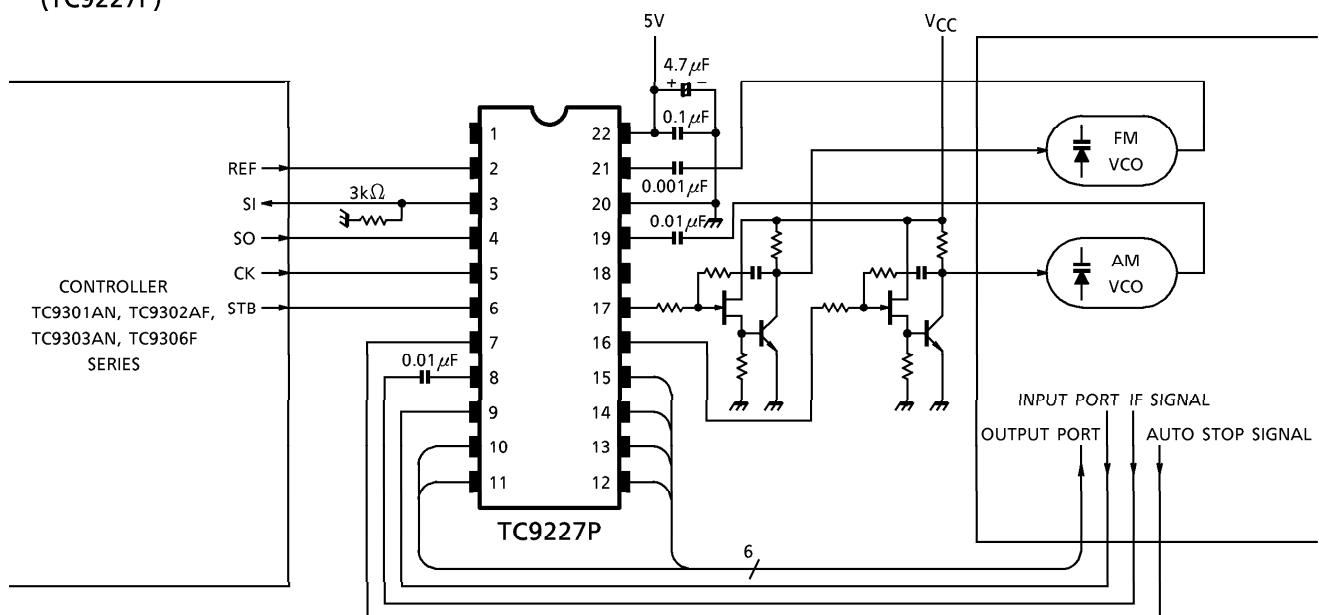 (TC9227P)
5V
VCC
4.7μF
+ −
0.1μF
0.001μF
0.01μF
FM
VCO
AM
VCO
REF
SI
SO
CK
STB
3kΩ
CONTROLLER
TC9301AN, TC9302AF,
TC9303AN, TC9306F
SERIES
0.01μF
1
2
3
4
5
6
7
8
9
10
11
22
21
20
19
18
17
16
15
14
13
12
TC9227P
6
INPUT PORT IF SIGNAL
OUTPUT PORT
AUTO STOP SIGNAL